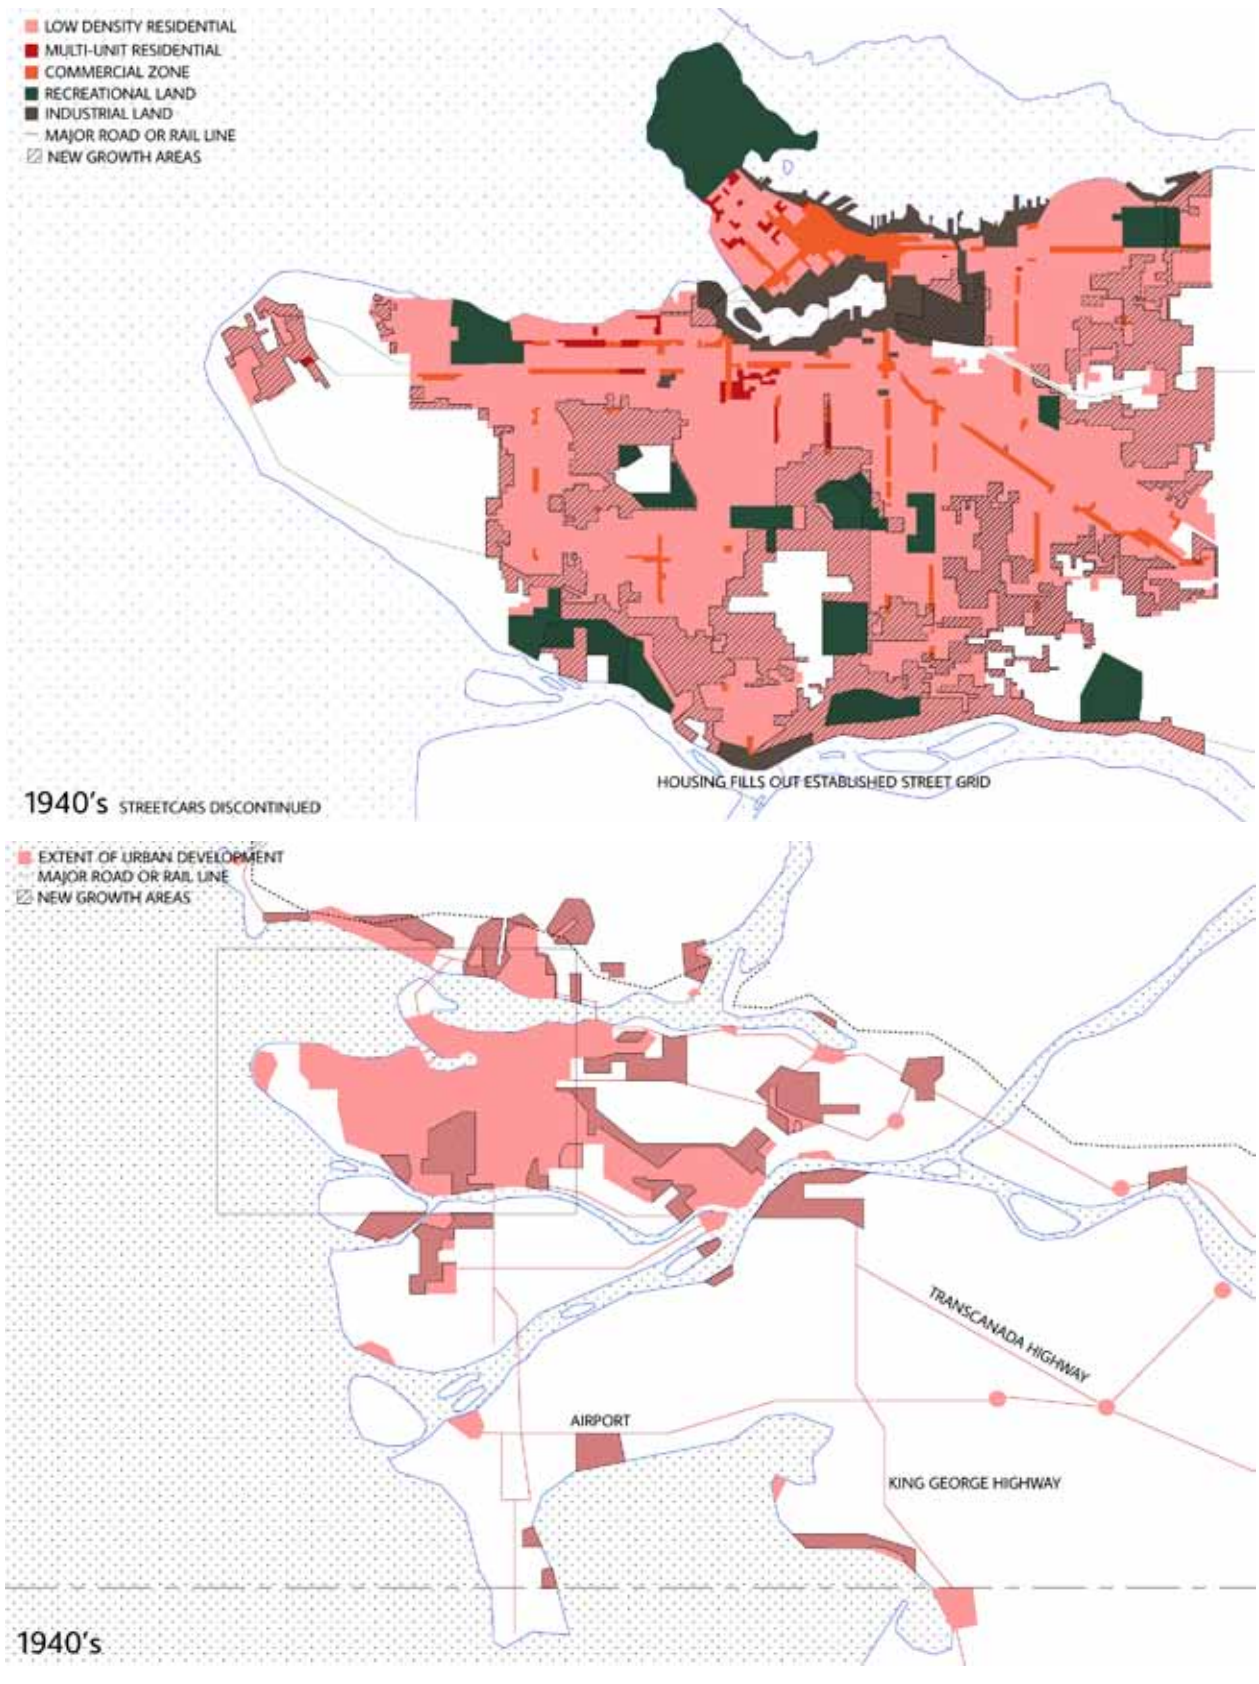 LOW DENSITY RESIDENTIAL
MULTI-UNIT RESIDENTIAL
COMMERCIAL ZONE
RECREATIONAL LAND
INDUSTRIAL LAND
MAJOR ROAD OR RAIL LINE
NEW GROWTH AREAS
HOUSING FILLS OUT ESTABLISHED STREET GRID
1940's STREETCARS DISCONTINUED
EXTENT OF URBAN DEVELOPMENT
MAJOR ROAD OR RAIL LINE
NEW GROWTH AREAS
TRANSCANADA HIGHWAY
AIRPORT
KING GEORGE HIGHWAY
1940's